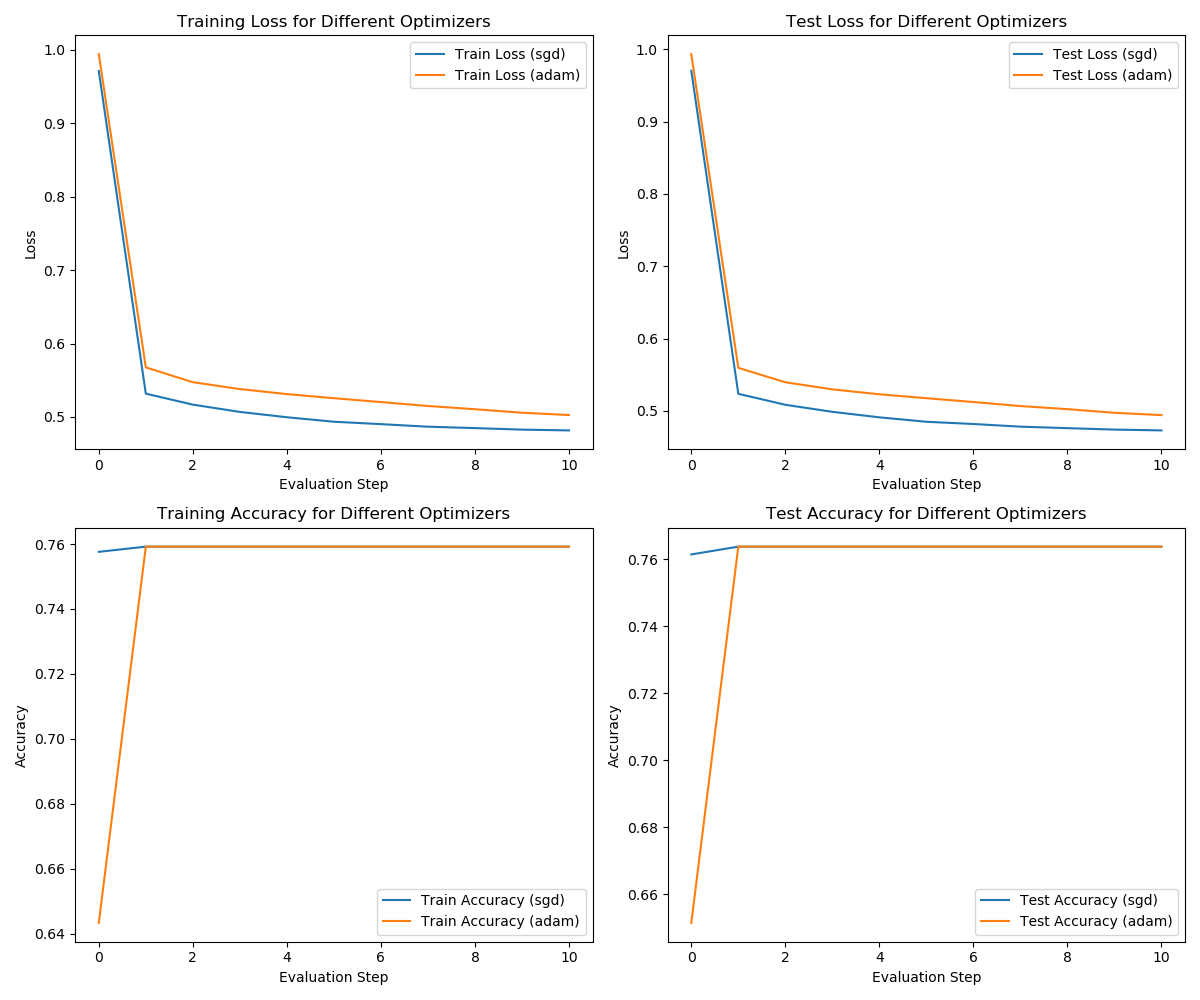 Training Loss for Different Optimizers
Loss
1.0
0.9
0.8
0.7
0.6
0.5
Train Loss (sgd)
Train Loss (adam)
0 2 4 6 8 10
Evaluation Step
Test Loss for Different Optimizers
Loss
1.0
0.9
0.8
0.7
0.6
0.5
Test Loss (sgd)
Test Loss (adam)
0 2 4 6 8 10
Evaluation Step
Training Accuracy for Different Optimizers
Accuracy
0.76
0.74
0.72
0.70
0.68
0.66
0.64
Train Accuracy (sgd)
Train Accuracy (adam)
0 2 4 6 8 10
Evaluation Step
Test Accuracy for Different Optimizers
Accuracy
0.76
0.74
0.72
0.70
0.68
0.66
Test Accuracy (sgd)
Test Accuracy (adam)
0 2 4 6 8 10
Evaluation Step